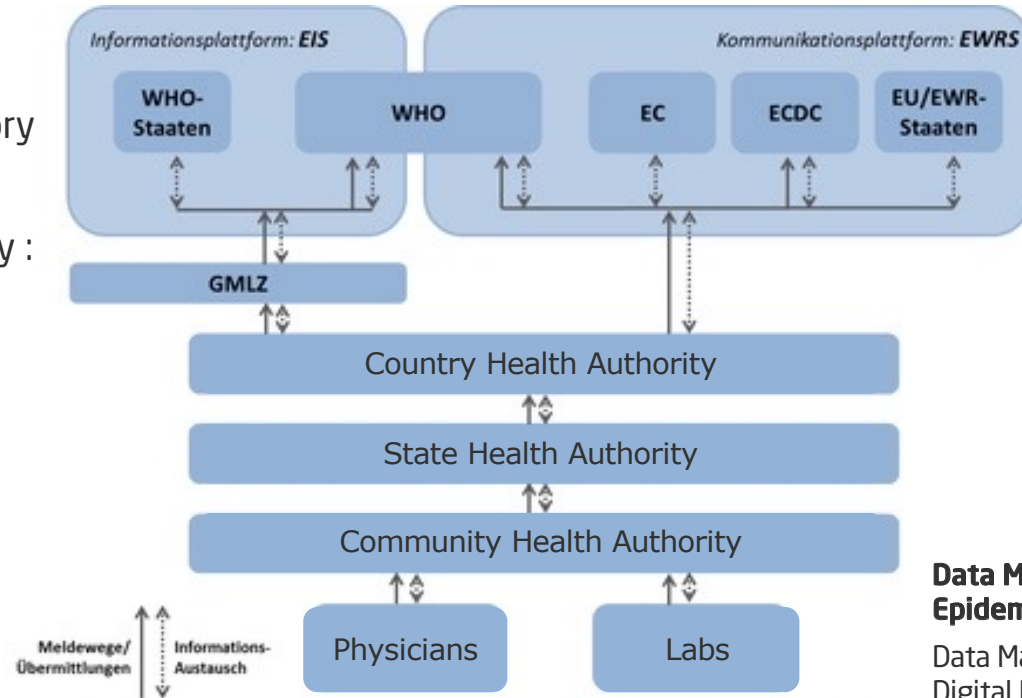 ry
y :
Informationsplattform: EIS
Kommunikationsplattform: EWRS
WHO-
Staaten
WHO
EC
ECDC
EU/EWR-
Staaten
GMLZ
Country Health Authority
State Health Authority
Community Health Authority
Physicians
Labs
Meldewege/
Übermittlungen
Informations-
Austausch
Data M
Epidem
Data Ma